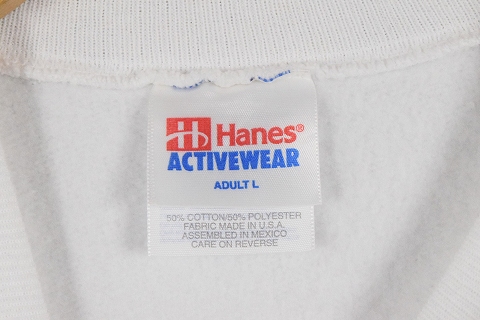 H Hanes®
ACTIVEWEAR
ADULT L
50% COTTON/50% POLYESTER
FABRIC MADE IN U.S.A.
ASSEMBLED IN MEXICO
CARE ON REVERSE